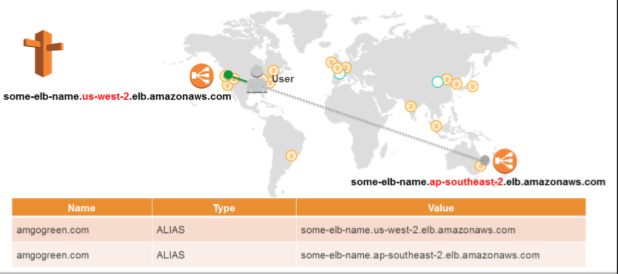 User
some-elb-name.us-west-2.elb.amazonaws.com
some-elb-name.ap-southeast-2.elb.amazonaws.com
Name Type Value
amgogreen.com ALIAS some-elb-name.us-west-2.elb.amazonaws.com
amgogreen.com ALIAS some-elb-name.ap-southeast-2.elb.amazonaws.com